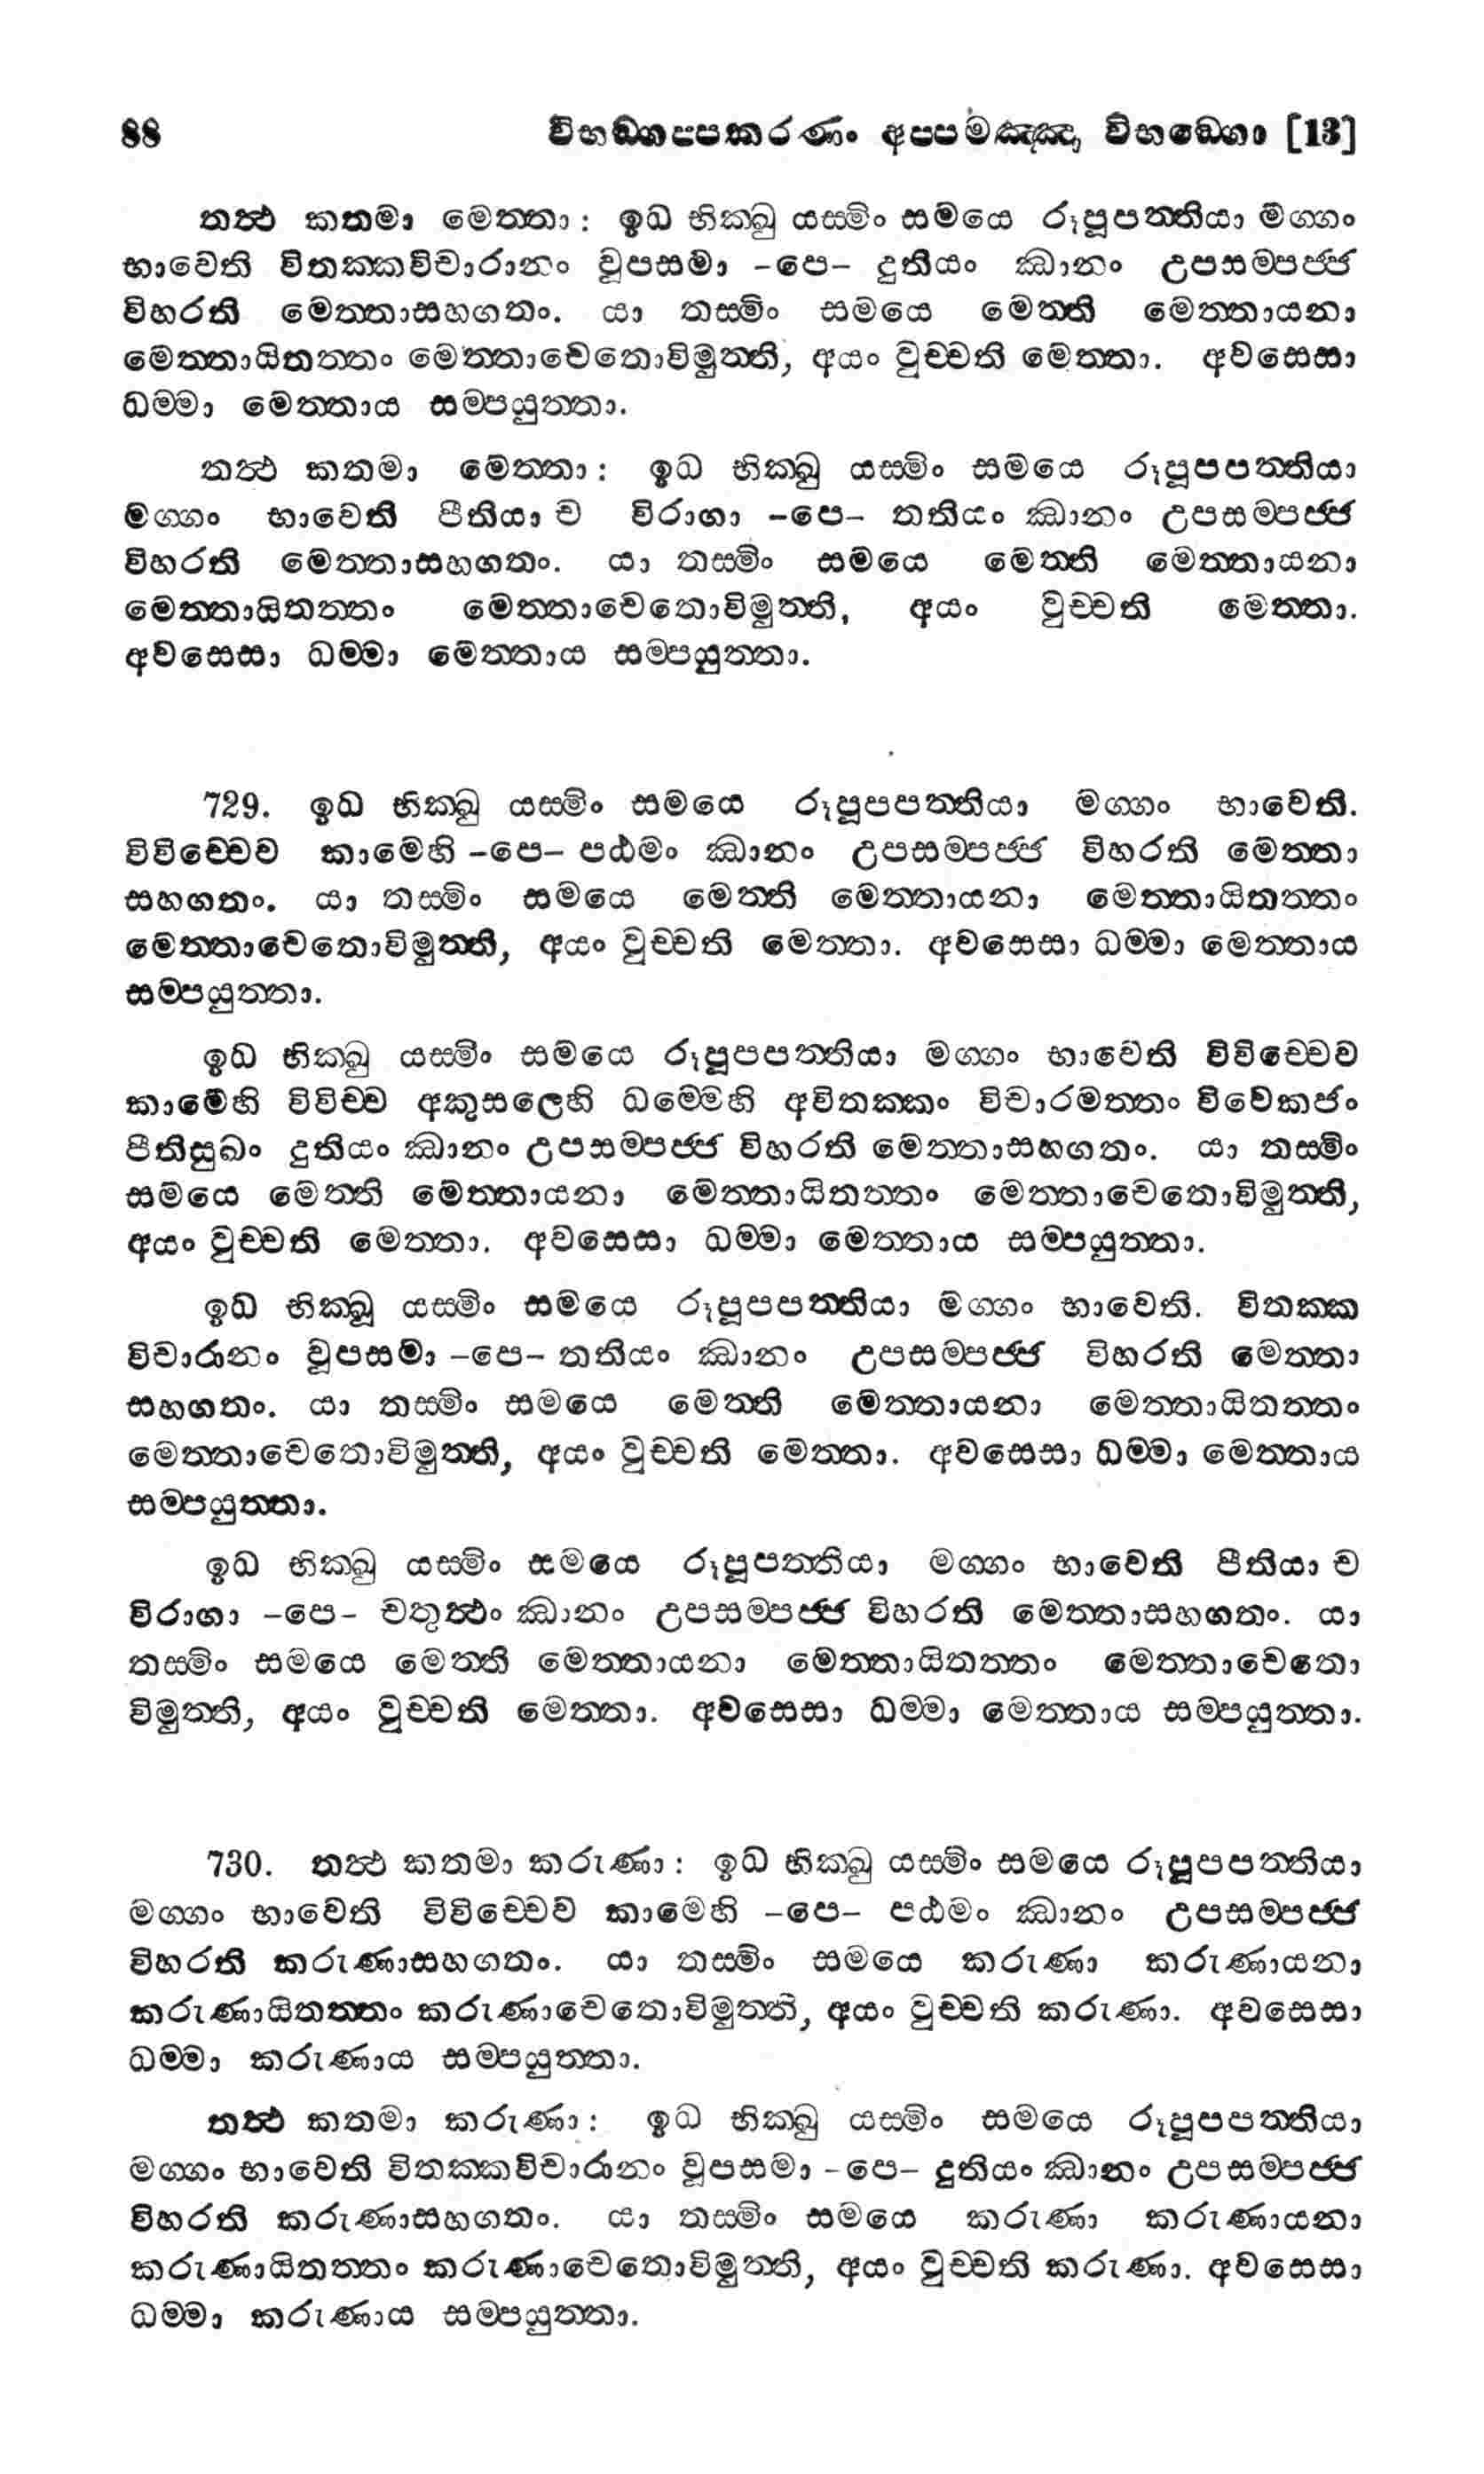 88 විභඞ්ගප්පකරණං අප්පමඤ්ඤා විභඞ්ගො [13]
තත්‍ථ කතමා මෙත්තා : ඉධ භික්ඛු යස්මිං සමයෙ රූපූපත්තියා මග්ගං
භාවෙති විතක්කවිචාරානං වූපසමා –පෙ– දුතියං ඣානං උපසම්පජ්ජ
විහරති මෙත්තාසහගතං. යා තස්මිං සමයෙ මෙත්ති මෙත්තායනා
මෙත්තායිතත්තං මෙත්තාචෙතොවිමුත්ති, අයං වුච්චති මෙත්තා. අවසෙසා
ධම්මා මෙත්තාය සම්පයුත්තා.
තත්‍ථ කතමා මෙත්තා : ඉධ භික්ඛු යස්මිං සමයෙ රූපූපපත්තියා
මග්ගං භාවෙති පීතියා ච විරාගා –පෙ– තතියං ඣානං උපසම්පජ්ජ
විහරති මෙත්තාසහගතං. යා තස්මිං සමයෙ මෙත්ති මෙත්තායනා
මෙත්තායිතත්තං මෙත්තාචෙතොවිමුත්ති, අයං වුච්චති මෙත්තා.
අවසෙසා ධම්මා මෙත්තාය සම්පයුත්තා.
729. ඉධ භික්ඛු යස්මිං සමයෙ රූපූපපත්තියා මග්ගං භාවෙති.
විවිච්චෙව කාමෙහි –පෙ– පඨමං ඣානං උපසම්පජ්ජ විහරති මෙත්තා
සහගතං. යා තස්මිං සමයෙ මෙත්ති මෙත්තායනා මෙත්තායිතත්තං
මෙත්තාචෙතොවිමුත්ති, අයං වුච්චති මෙත්තා. අවසෙසා ධම්මා මෙත්තාය
සම්පයුත්තා.
ඉධ භික්ඛු යස්මිං සමයෙ රූපූපපත්තියා මග්ගං භාවෙති විවිච්චෙව
කාමෙහි විවිච්ච අකුසලෙහි ධම්මෙහි අවිතක්කං විචාරමත්තං විවේකජං
පීතිසුඛං දුතියං ඣානං උපසම්පජ්ජ විහරති මෙත්තාසහගතං. යා තස්මිං
සමයෙ මෙත්ති මෙත්තායනා මෙත්තායිතත්තං මෙත්තාචෙතොවිමුත්ති,
අයං වුච්චති මෙත්තා. අවසෙසා ධම්මා මෙත්තාය සම්පයුත්තා.
ඉධ භික්ඛූ යස්මිං සමයෙ රූපූපපත්තියා මග්ගං භාවෙති. විතක්ක
විචාරානං වූපසමා –පෙ– තතියං ඣානං උපසම්පජ්ජ විහරති මෙත්තා
සහගතං. යා තස්මිං සමයෙ මෙත්ති මෙත්තායනා මෙත්තායිතත්තං
මෙත්තාචෙතොවිමුත්ති, අයං වුච්චති මෙත්තා. අවසෙසා ධම්මා මෙත්තාය
සම්පයුත්තා.
ඉධ භික්ඛු යස්මිං සමයෙ රූපූපත්තියා මග්ගං භාවෙති පීතියා ච
විරාගා –පෙ– චතුත්‍ථං ඣානං උපසම්පජ්ජ විහරති මෙත්තාසහගතං. යා
තස්මිං සමයෙ මෙත්ති මෙත්තායනා මෙත්තායිතත්තං මෙත්තාචෙතො
විමුත්ති, අයං වුච්චති මෙත්තා. අවසෙසා ධම්මා මෙත්තාය සම්පයුත්තා.
730. තත්‍ථ කතමා කරුණා : ඉධ භික්ඛු යස්මිං සමයෙ රූපූපපත්තියා
මග්ගං භාවෙති විවිච්චෙව කාමෙහි –පෙ– පඨමං ඣානං උපසම්පජ්ජ
විහරති කරුණාසහගතං. යා තස්මිං සමයෙ කරුණා කරුණායනා
කරුණායිතත්තං කරුණාචෙතොවිමුත්ති, අයං වුච්චති කරුණා. අවසෙසා
ධම්මා කරුණාය සම්පයුත්තා.
තත්‍ථ කතමා කරුණා : ඉධ භික්ඛු යස්මිං සමයෙ රූපූපපත්තියා
මග්ගං භාවෙති විතක්කවිචාරානං වූපසමා –පෙ– දුතියං ඣානං උපසම්පජ්ජ
විහරති කරුණාසහගතං. යා තස්මිං සමයෙ කරුණා කරුණායනා
කරුණායිතත්තං කරුණාචෙතොවිමුත්ති, අයං වුච්චති කරුණා. අවසෙසා
ධම්මා කරුණාය සම්පයුත්තා.